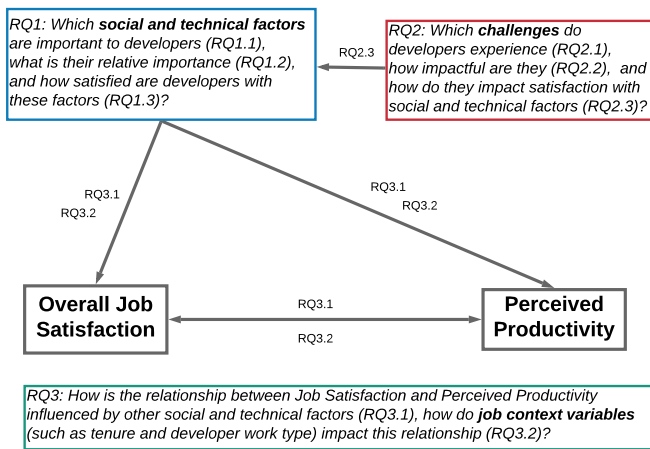 RQ1: Which social and technical factors
are important to developers (RQ1.1),
what is their relative importance (RQ1.2),
and how satisfied are developers with
these factors (RQ1.3)?
RQ2.3
RQ2: Which challenges do
developers experience (RQ2.1),
how impactful are they (RQ2.2), and
how do they impact satisfaction with
social and technical factors (RQ2.3)?
RQ3.1
RQ3.2
RQ3.1
RQ3.2
Overall Job
Satisfaction
RQ3.1
RQ3.2
Perceived
Productivity
RQ3: How is the relationship between Job Satisfaction and Perceived Productivity
influenced by other social and technical factors (RQ3.1), how do job context variables
(such as tenure and developer work type) impact this relationship (RQ3.2)?